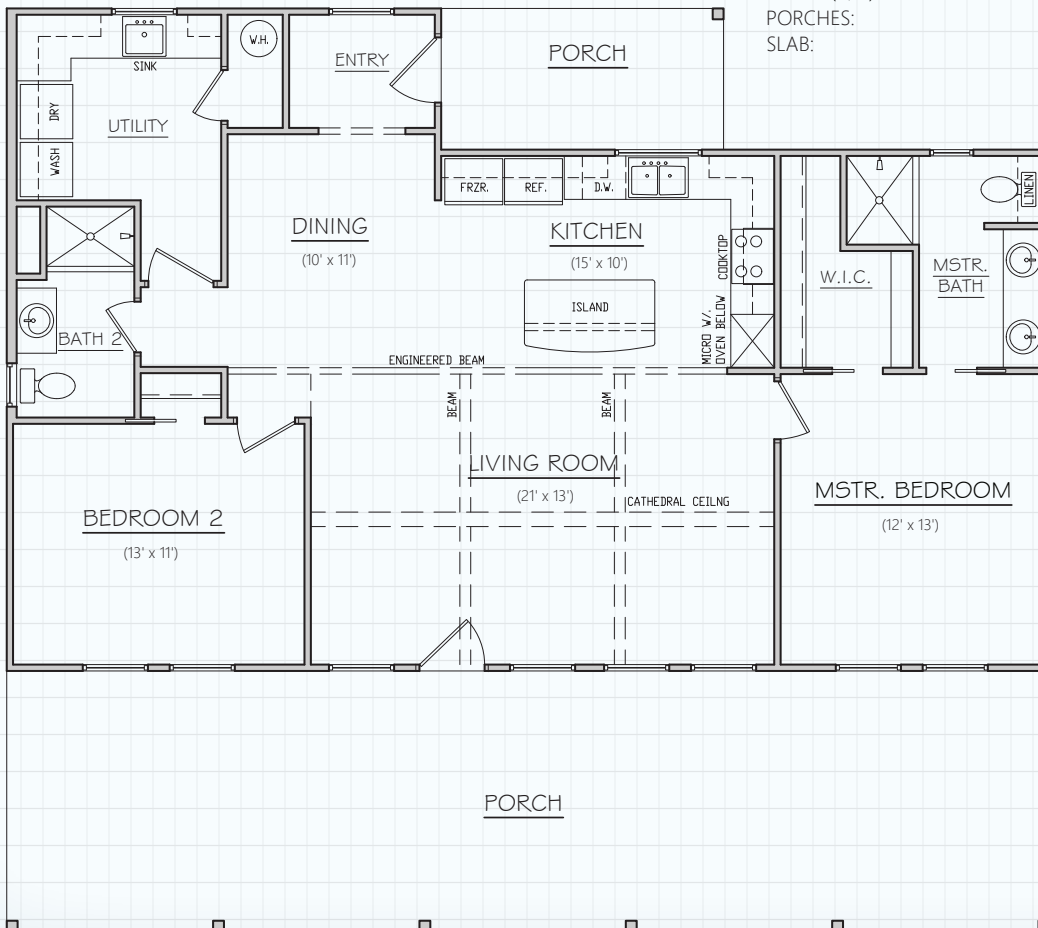 PORCHES:
SLAB:
W.H.
ENTRY
PORCH
SINK
DRY
UTILITY
WASH
FRZR.
REF.
D.W.
LINEN
DINING
(10' x 11')
KITCHEN
(15' x 10')
COOKTOP
MICRO W/.
OVEN BELOW
W.I.C.
MSTR.
BATH
ISLAND
BATH 2
ENGINEERED BEAM
BEAM
BEAM
LIVING ROOM
(21' x 13')
CATHEDRAL CEILNG
MSTR. BEDROOM
(12' x 13')
BEDROOM 2
(13' x 11')
PORCH